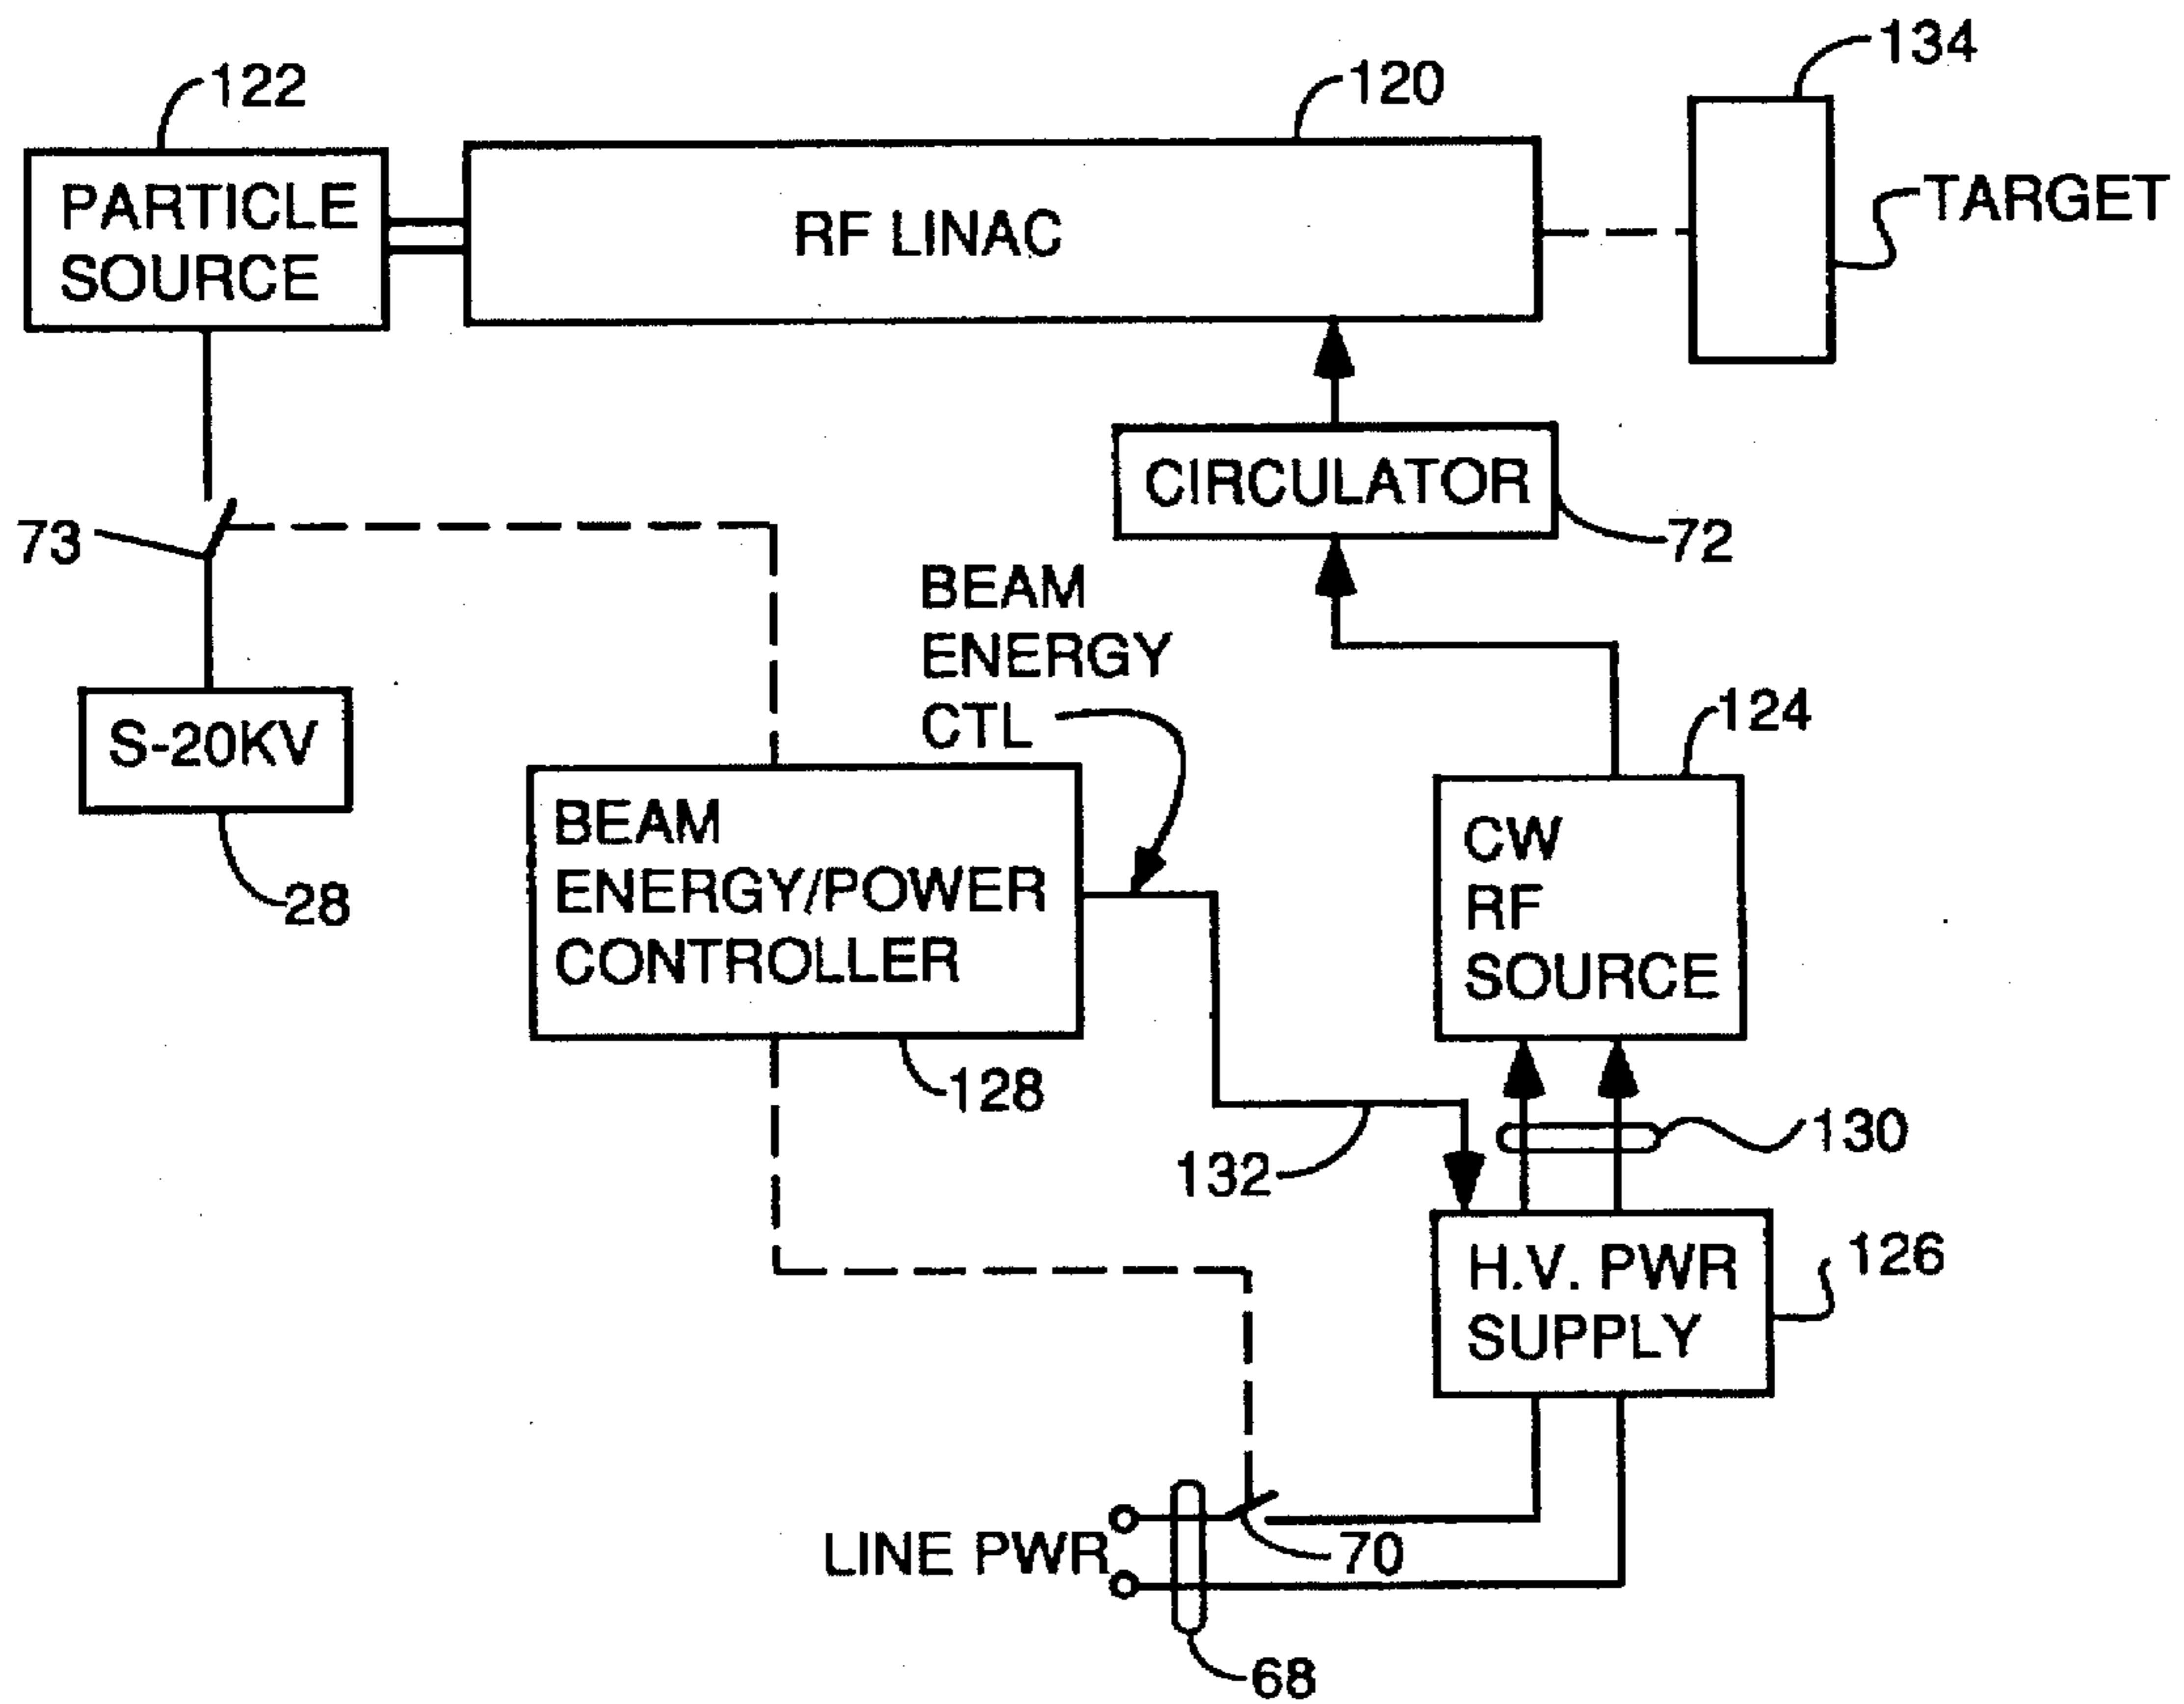 134
122
120
PARTICLE
SOURCE
RF LINAC
TARGET
CIRCULATOR
72
73
BEAM
ENERGY
CTL
124
S-20KV
28
BEAM
ENERGY/POWER
CONTROLLER
CW
RF
SOURCE
128
130
132
H.V. PWR
SUPPLY
126
LINE PWR
70
68